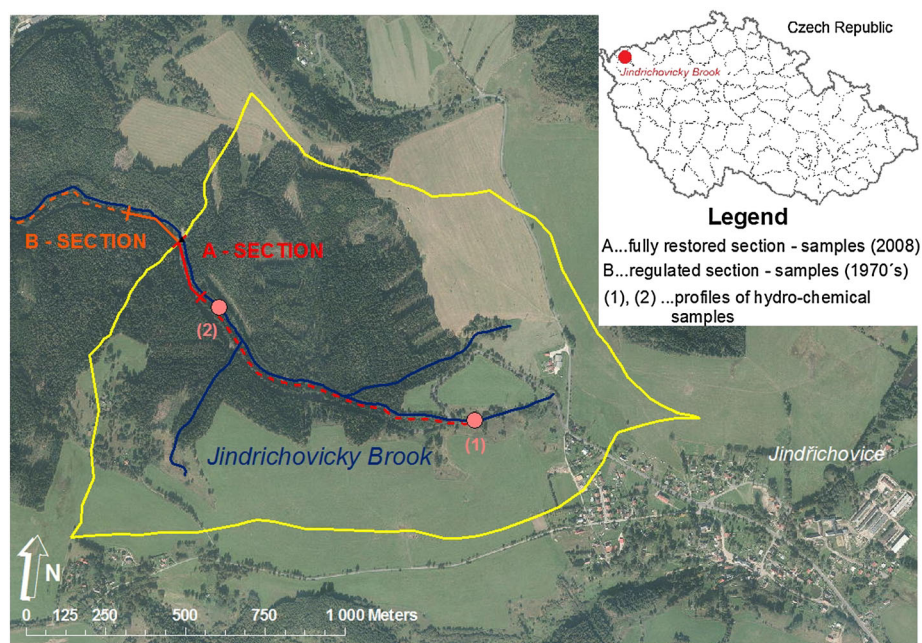 Czech Republic
Jindrichovicky Brook
Legend
A...fully restored section - samples (2008)
B...regulated section - samples (1970´s)
(1), (2) ...profiles of hydro-chemical
samples
B - SECTION
A - SECTION
(2)
(1)
Jindrichovicky Brook
Jindřichovice
N
0 125 250 500 750 1 000 Meters